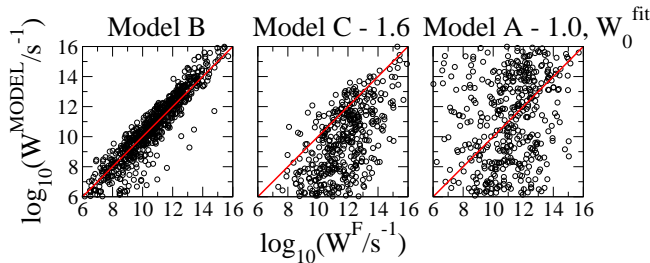 Model B
Model C - 1.6
Model A - 1.0, W₀ᶠⁱᵗ
log₁₀(Wᴹᴼᴰᴱᴸ/s⁻¹)
16
14
12
10
8
6
6 8 10 12 14 16
6 8 10 12 14 16
6 8 10 12 14 16
log₁₀(Wᶠ/s⁻¹)